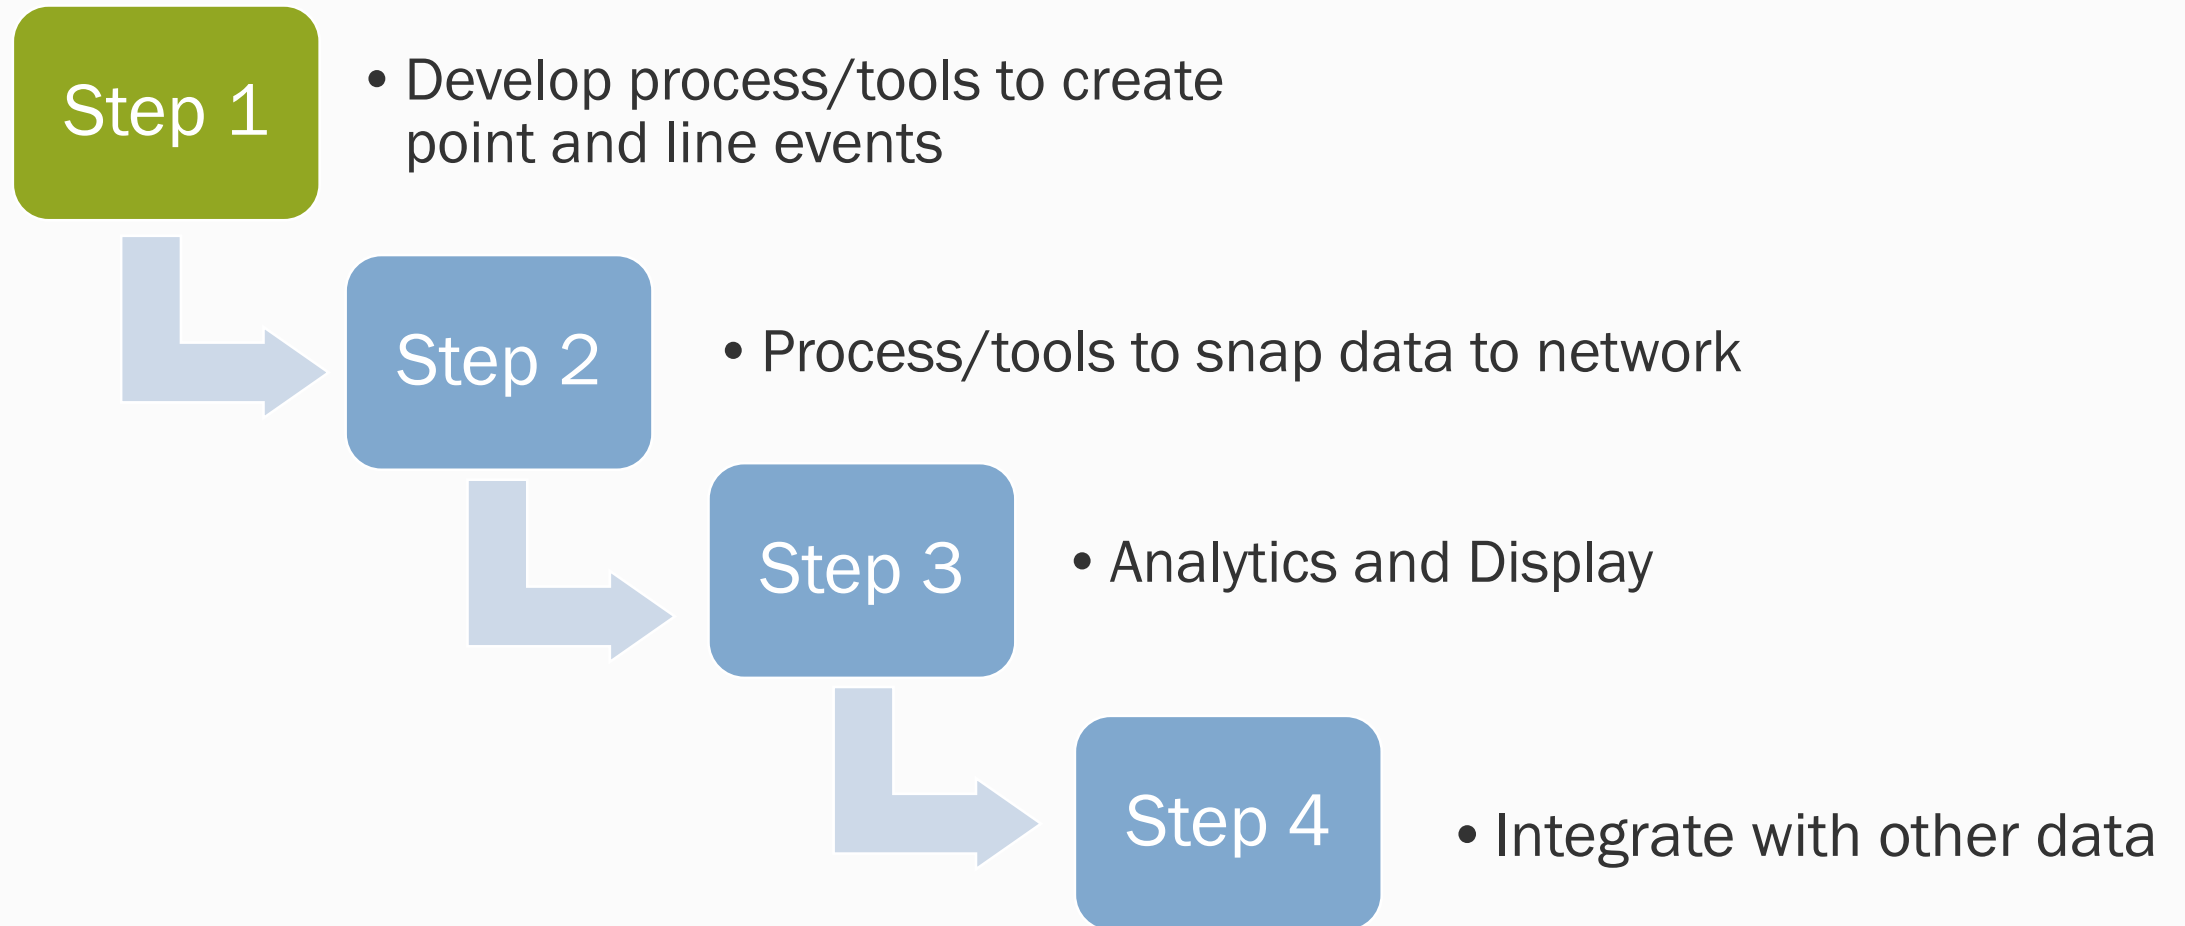 Step 1
• Develop process/tools to create
point and line events
Step 2
• Process/tools to snap data to network
Step 3
• Analytics and Display
Step 4
• Integrate with other data